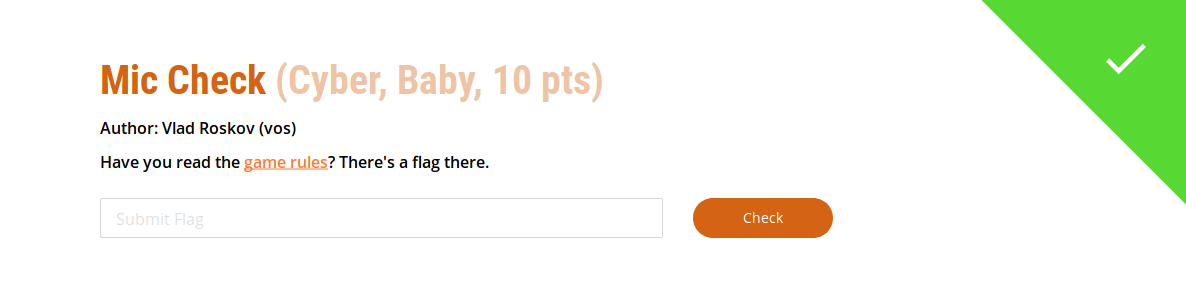 Mic Check (Cyber, Baby, 10 pts)
Author: Vlad Roskov (vos)
Have you read the game rules? There's a flag there.
Submit Flag
Check